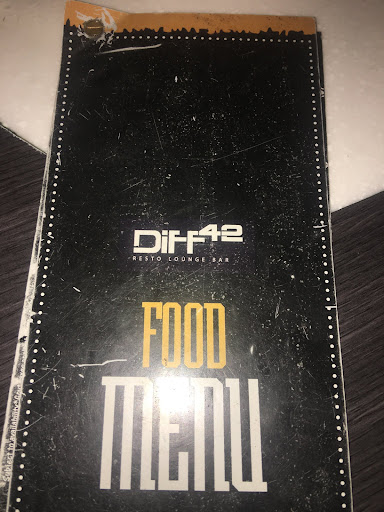 Diff42
RESTO LOUNGE BAR
FOOD
MENU